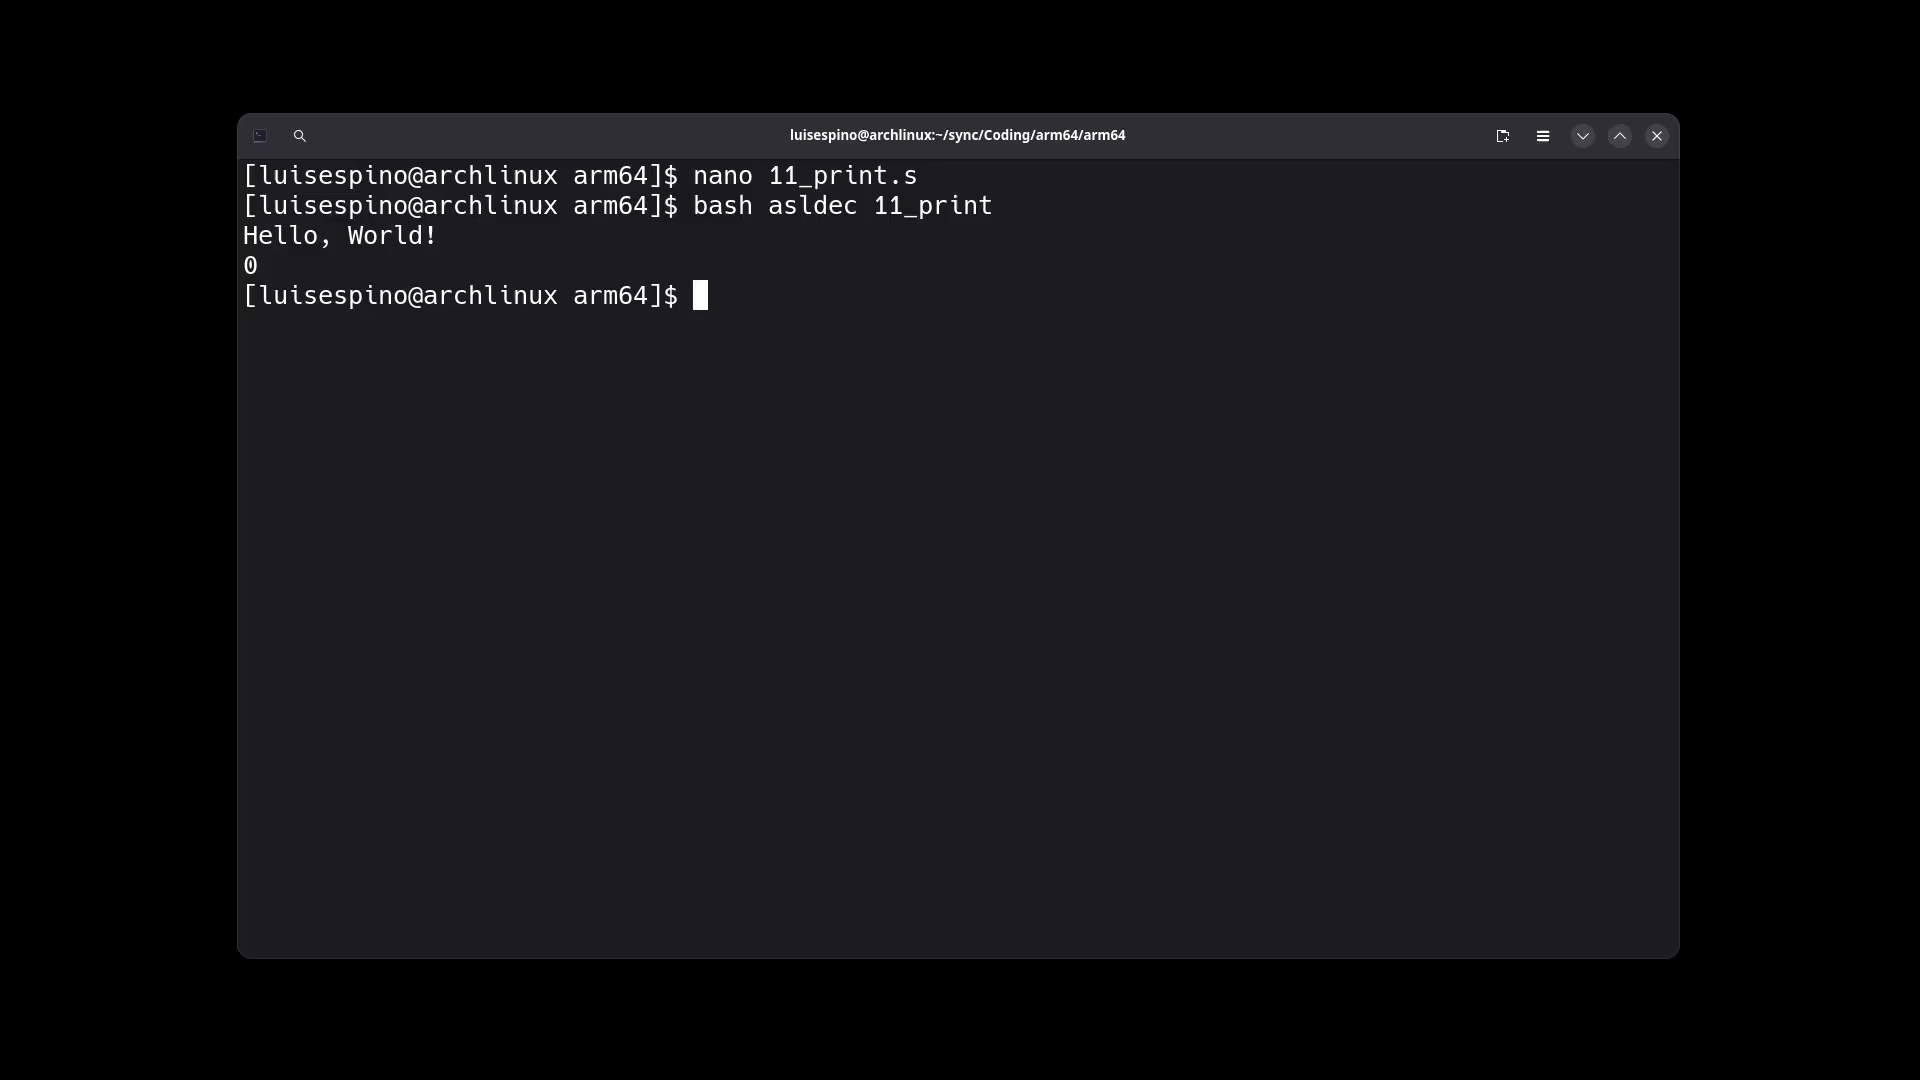 luisespino@archlinux:~/sync/Coding/arm64/arm64
[luisespino@archlinux arm64]$ nano 11_print.s
[luisespino@archlinux arm64]$ bash asldec 11_print
Hello, World!
0
[luisespino@archlinux arm64]$